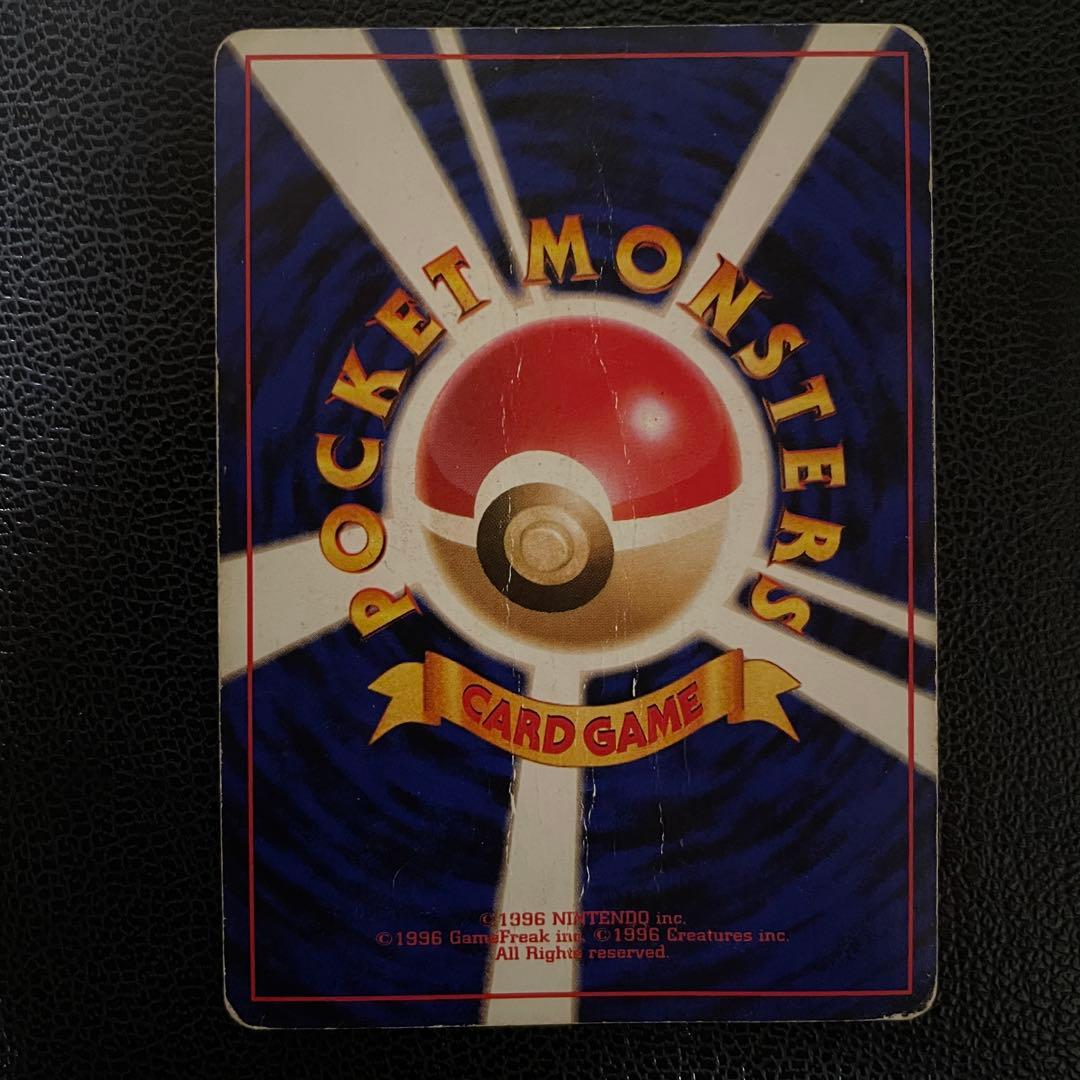 POCKET MONSTERS
CARD GAME
©1996 NINTENDO inc.
©1996 GameFreak inc. ©1996 Creatures inc.
All Rights reserved.